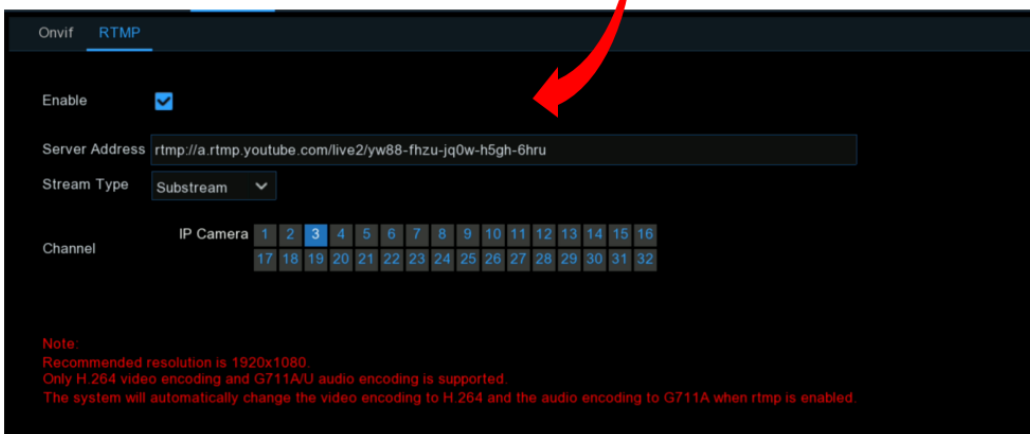 Onvif RTMP
Enable
Server Address rtmp://a.rtmp.youtube.com/live2/yw88-fhzu-jq0w-h5gh-6hru
Stream Type Substream
IP Camera 1 2 3 4 5 6 7 8 9 10 11 12 13 14 15 16
Channel
17 18 19 20 21 22 23 24 25 26 27 28 29 30 31 32
Note:
Recommended resolution is 1920x1080.
Only H.264 video encoding and G711A/U audio encoding is supported.
The system will automatically change the video encoding to H.264 and the audio encoding to G711A when rtmp is enabled.